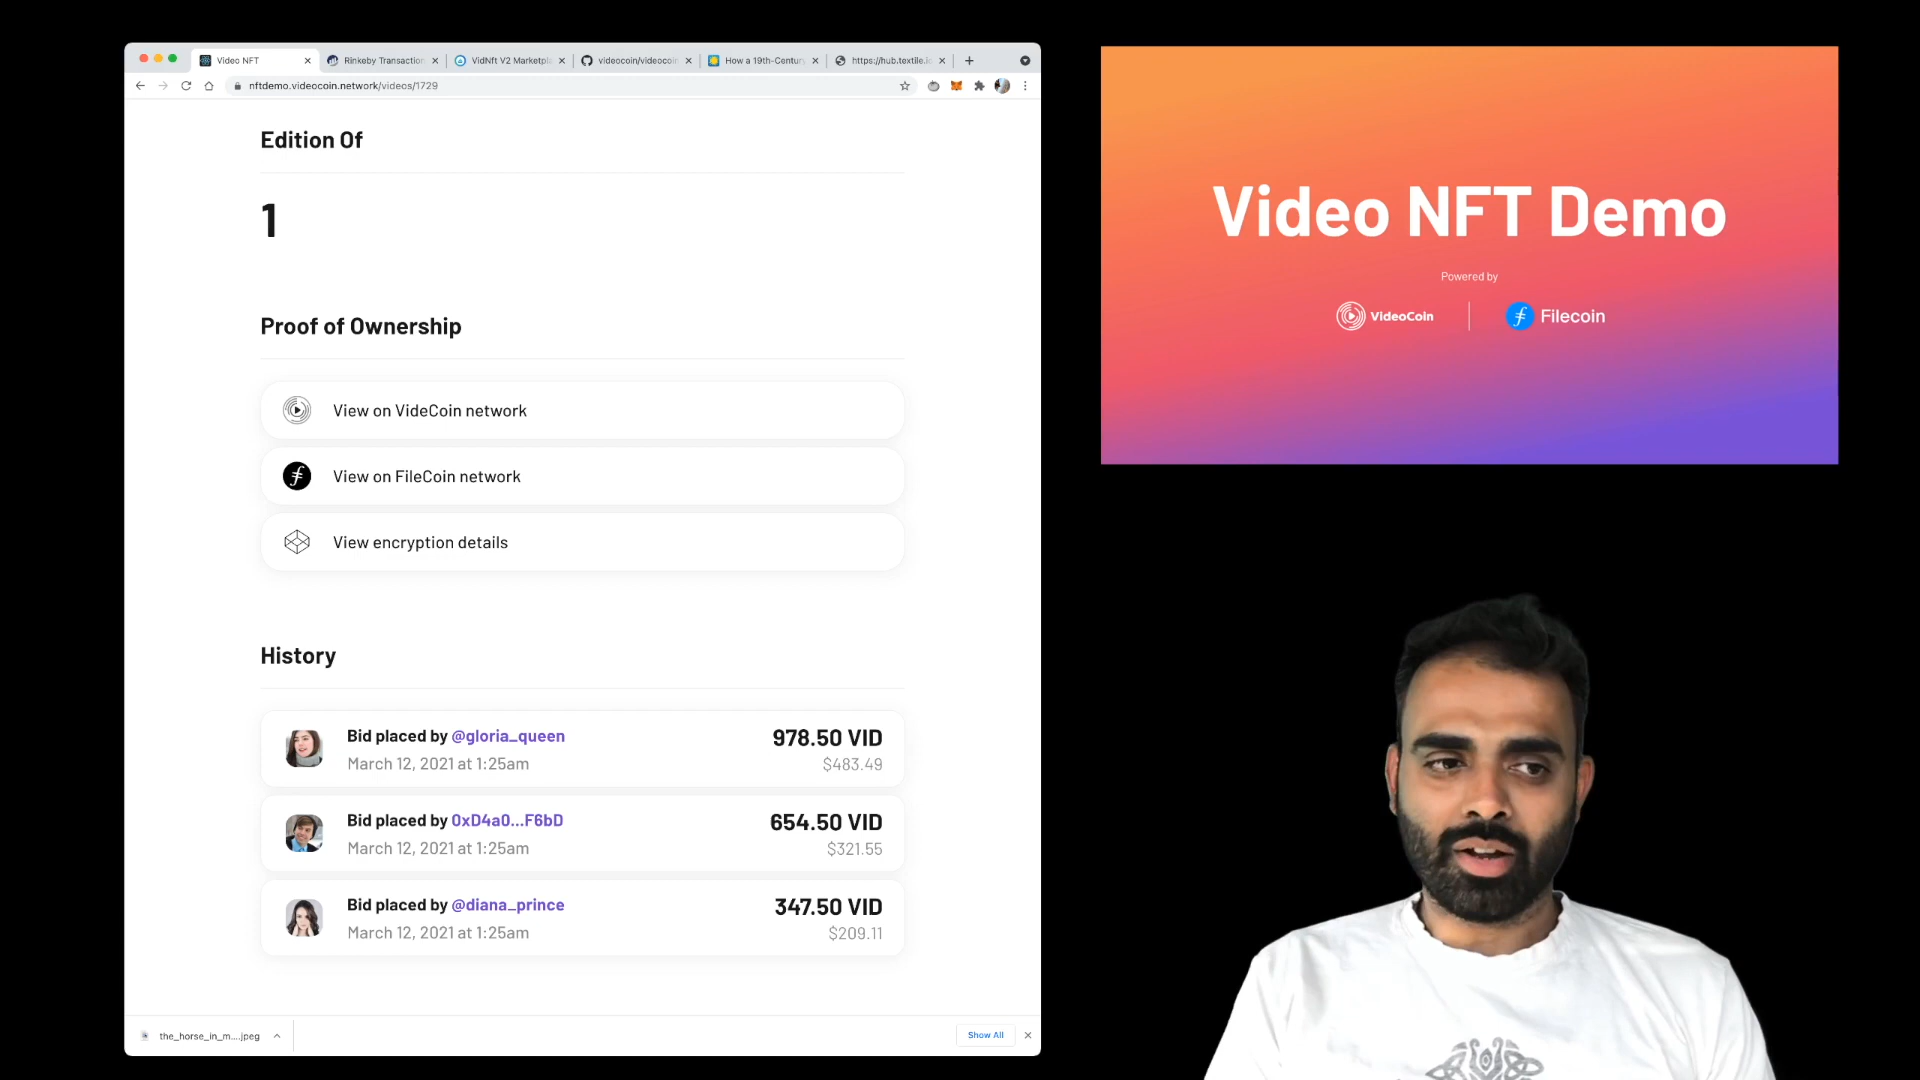 Video NFT
Rinkeby Transaction
VidNft V2 Marketpla
videocoin/videocoin
How a 19th-Century
https://hub.textile.io
nftdemo.videocoin.network/videos/1729
Edition Of
1
Proof of Ownership
View on VideCoin network
View on FileCoin network
View encryption details
History
Bid placed by @gloria_queen
978.50 VID
March 12, 2021 at 1:25am
$483.49
Bid placed by 0xD4a0...F6bD
654.50 VID
March 12, 2021 at 1:25am
$321.55
Bid placed by @diana_prince
347.50 VID
March 12, 2021 at 1:25am
$209.11
the_horse_in_m....jpeg
Show All
Video NFT Demo
Powered by
VideoCoin
Filecoin